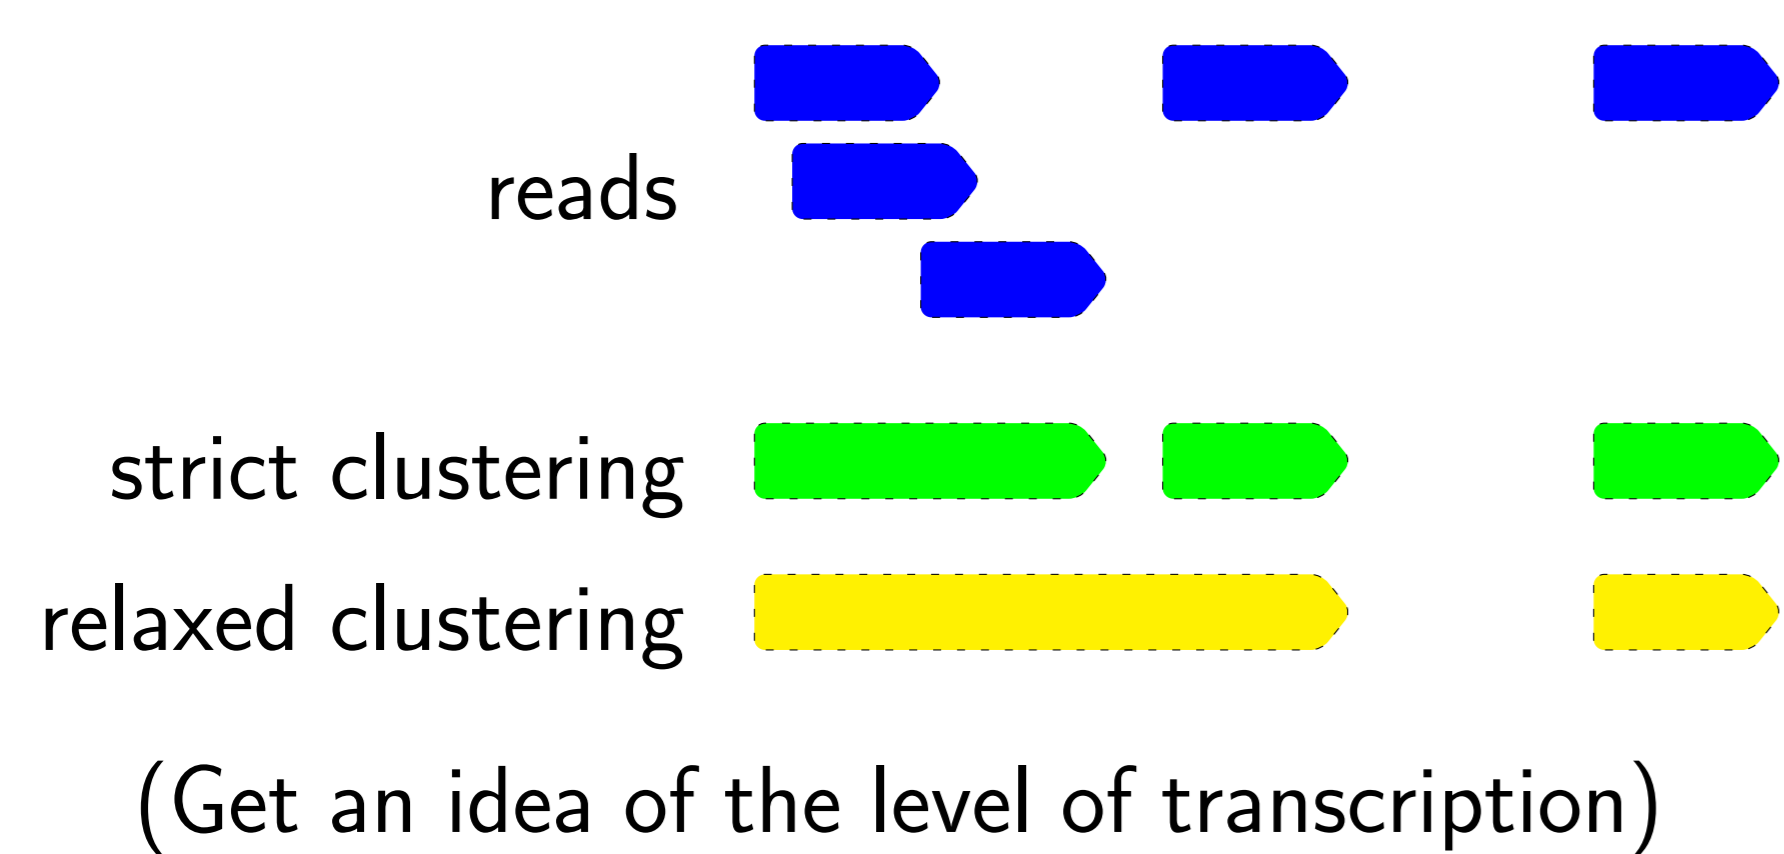 reads
strict clustering
relaxed clustering
(Get an idea of the level of transcription)